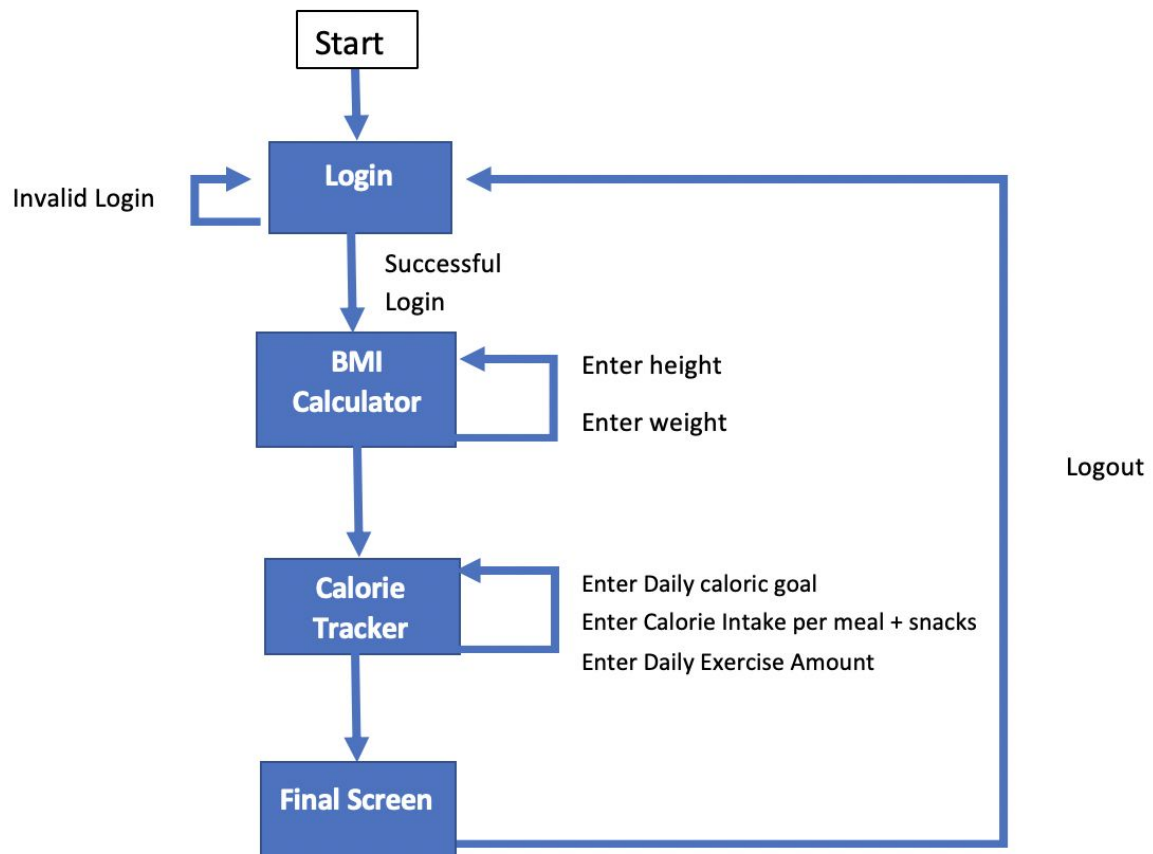 Start
Login
Invalid Login
Successful
Login
BMI
Calculator
Enter height
Enter weight
Logout
Calorie
Tracker
Enter Daily caloric goal
Enter Calorie Intake per meal + snacks
Enter Daily Exercise Amount
Final Screen